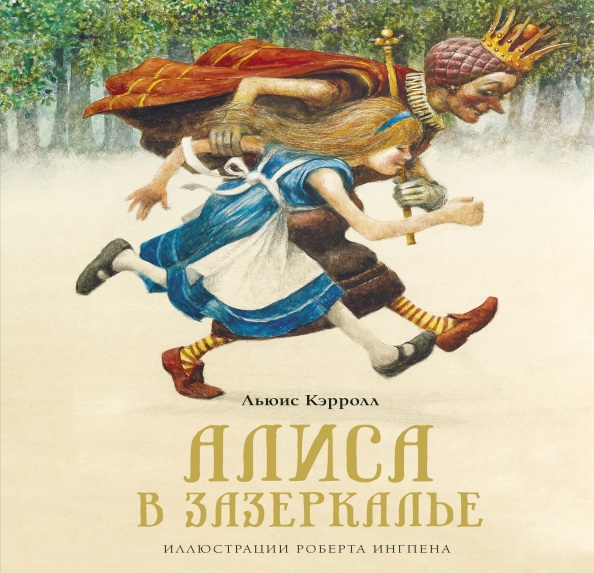 Льюис Кэрролл
АЛИСА
В ЗАЗЕРКАЛЬЕ
ИЛЛЮСТРАЦИИ РОБЕРТА ИНГПЕНА